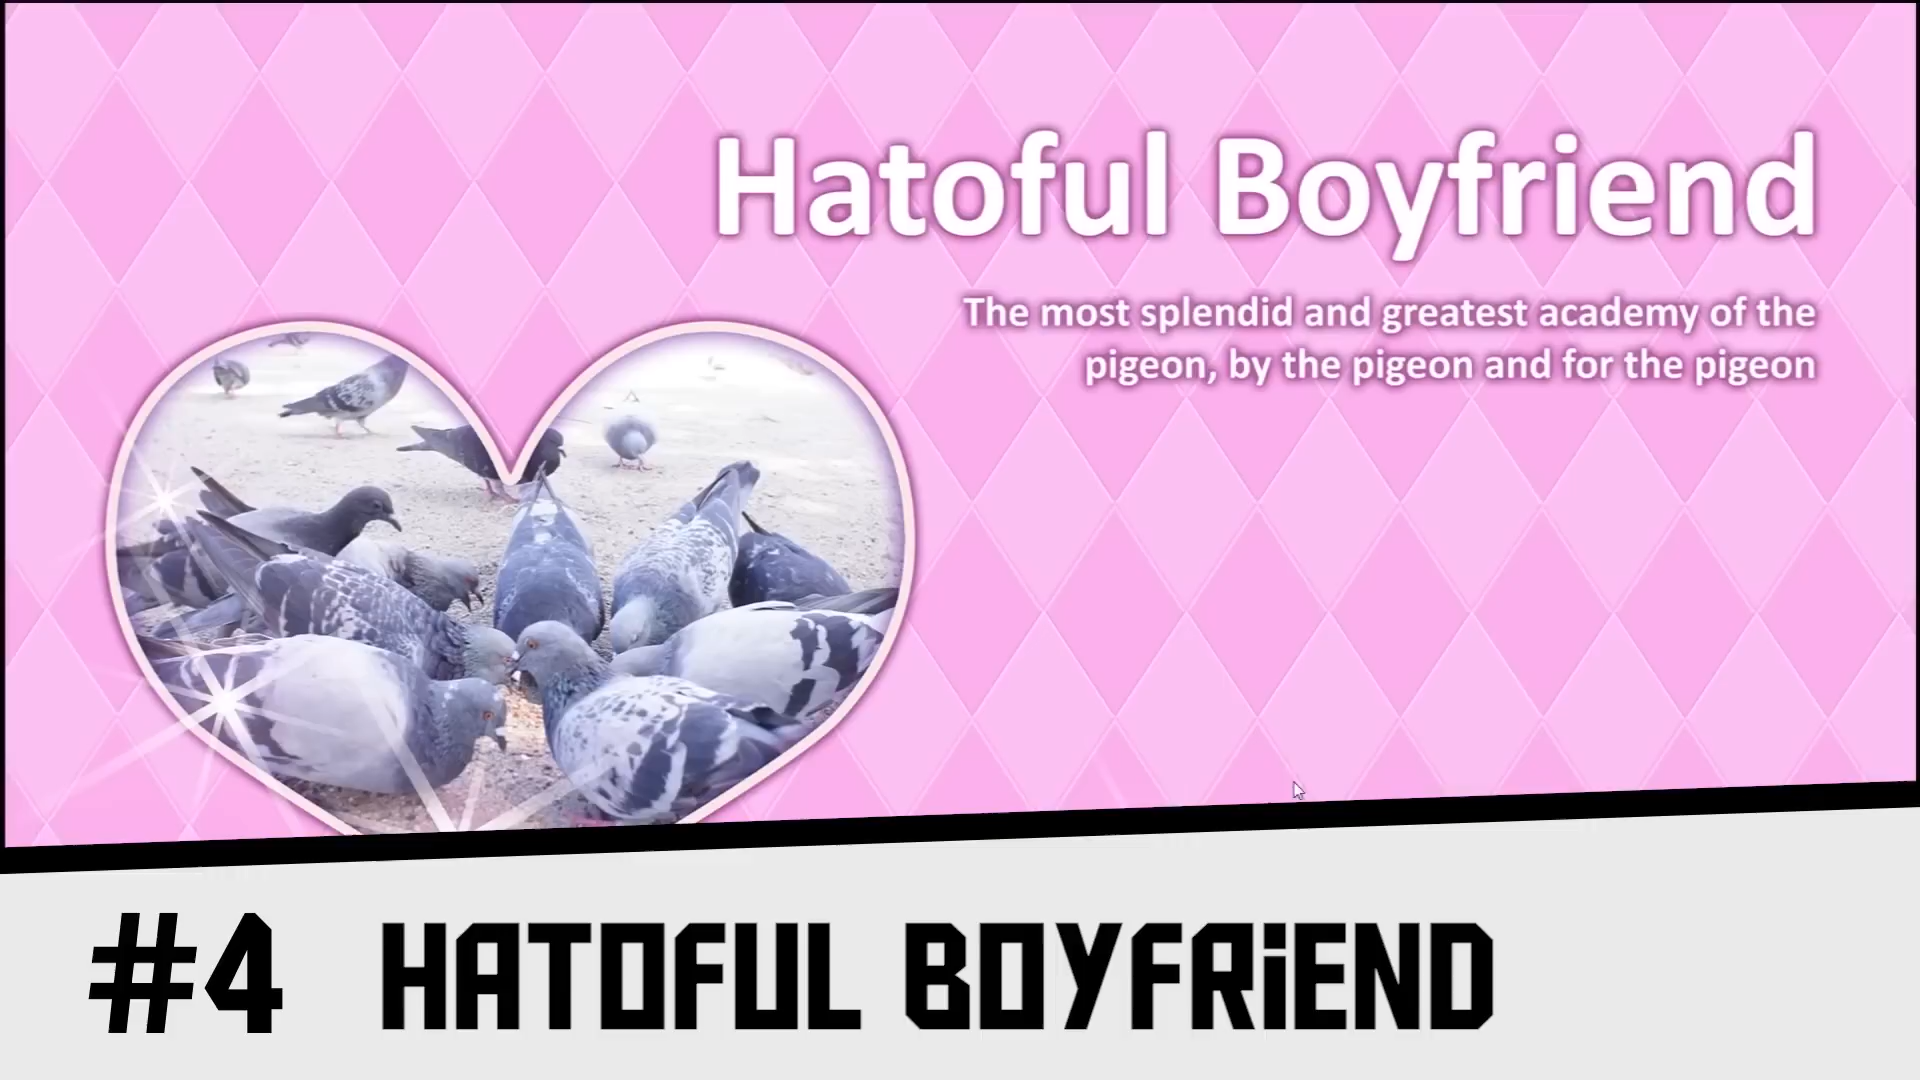 Hatoful Boyfriend
The most splendid and greatest academy of the
pigeon, by the pigeon and for the pigeon
#4 HATOFUL BOYFRiEND